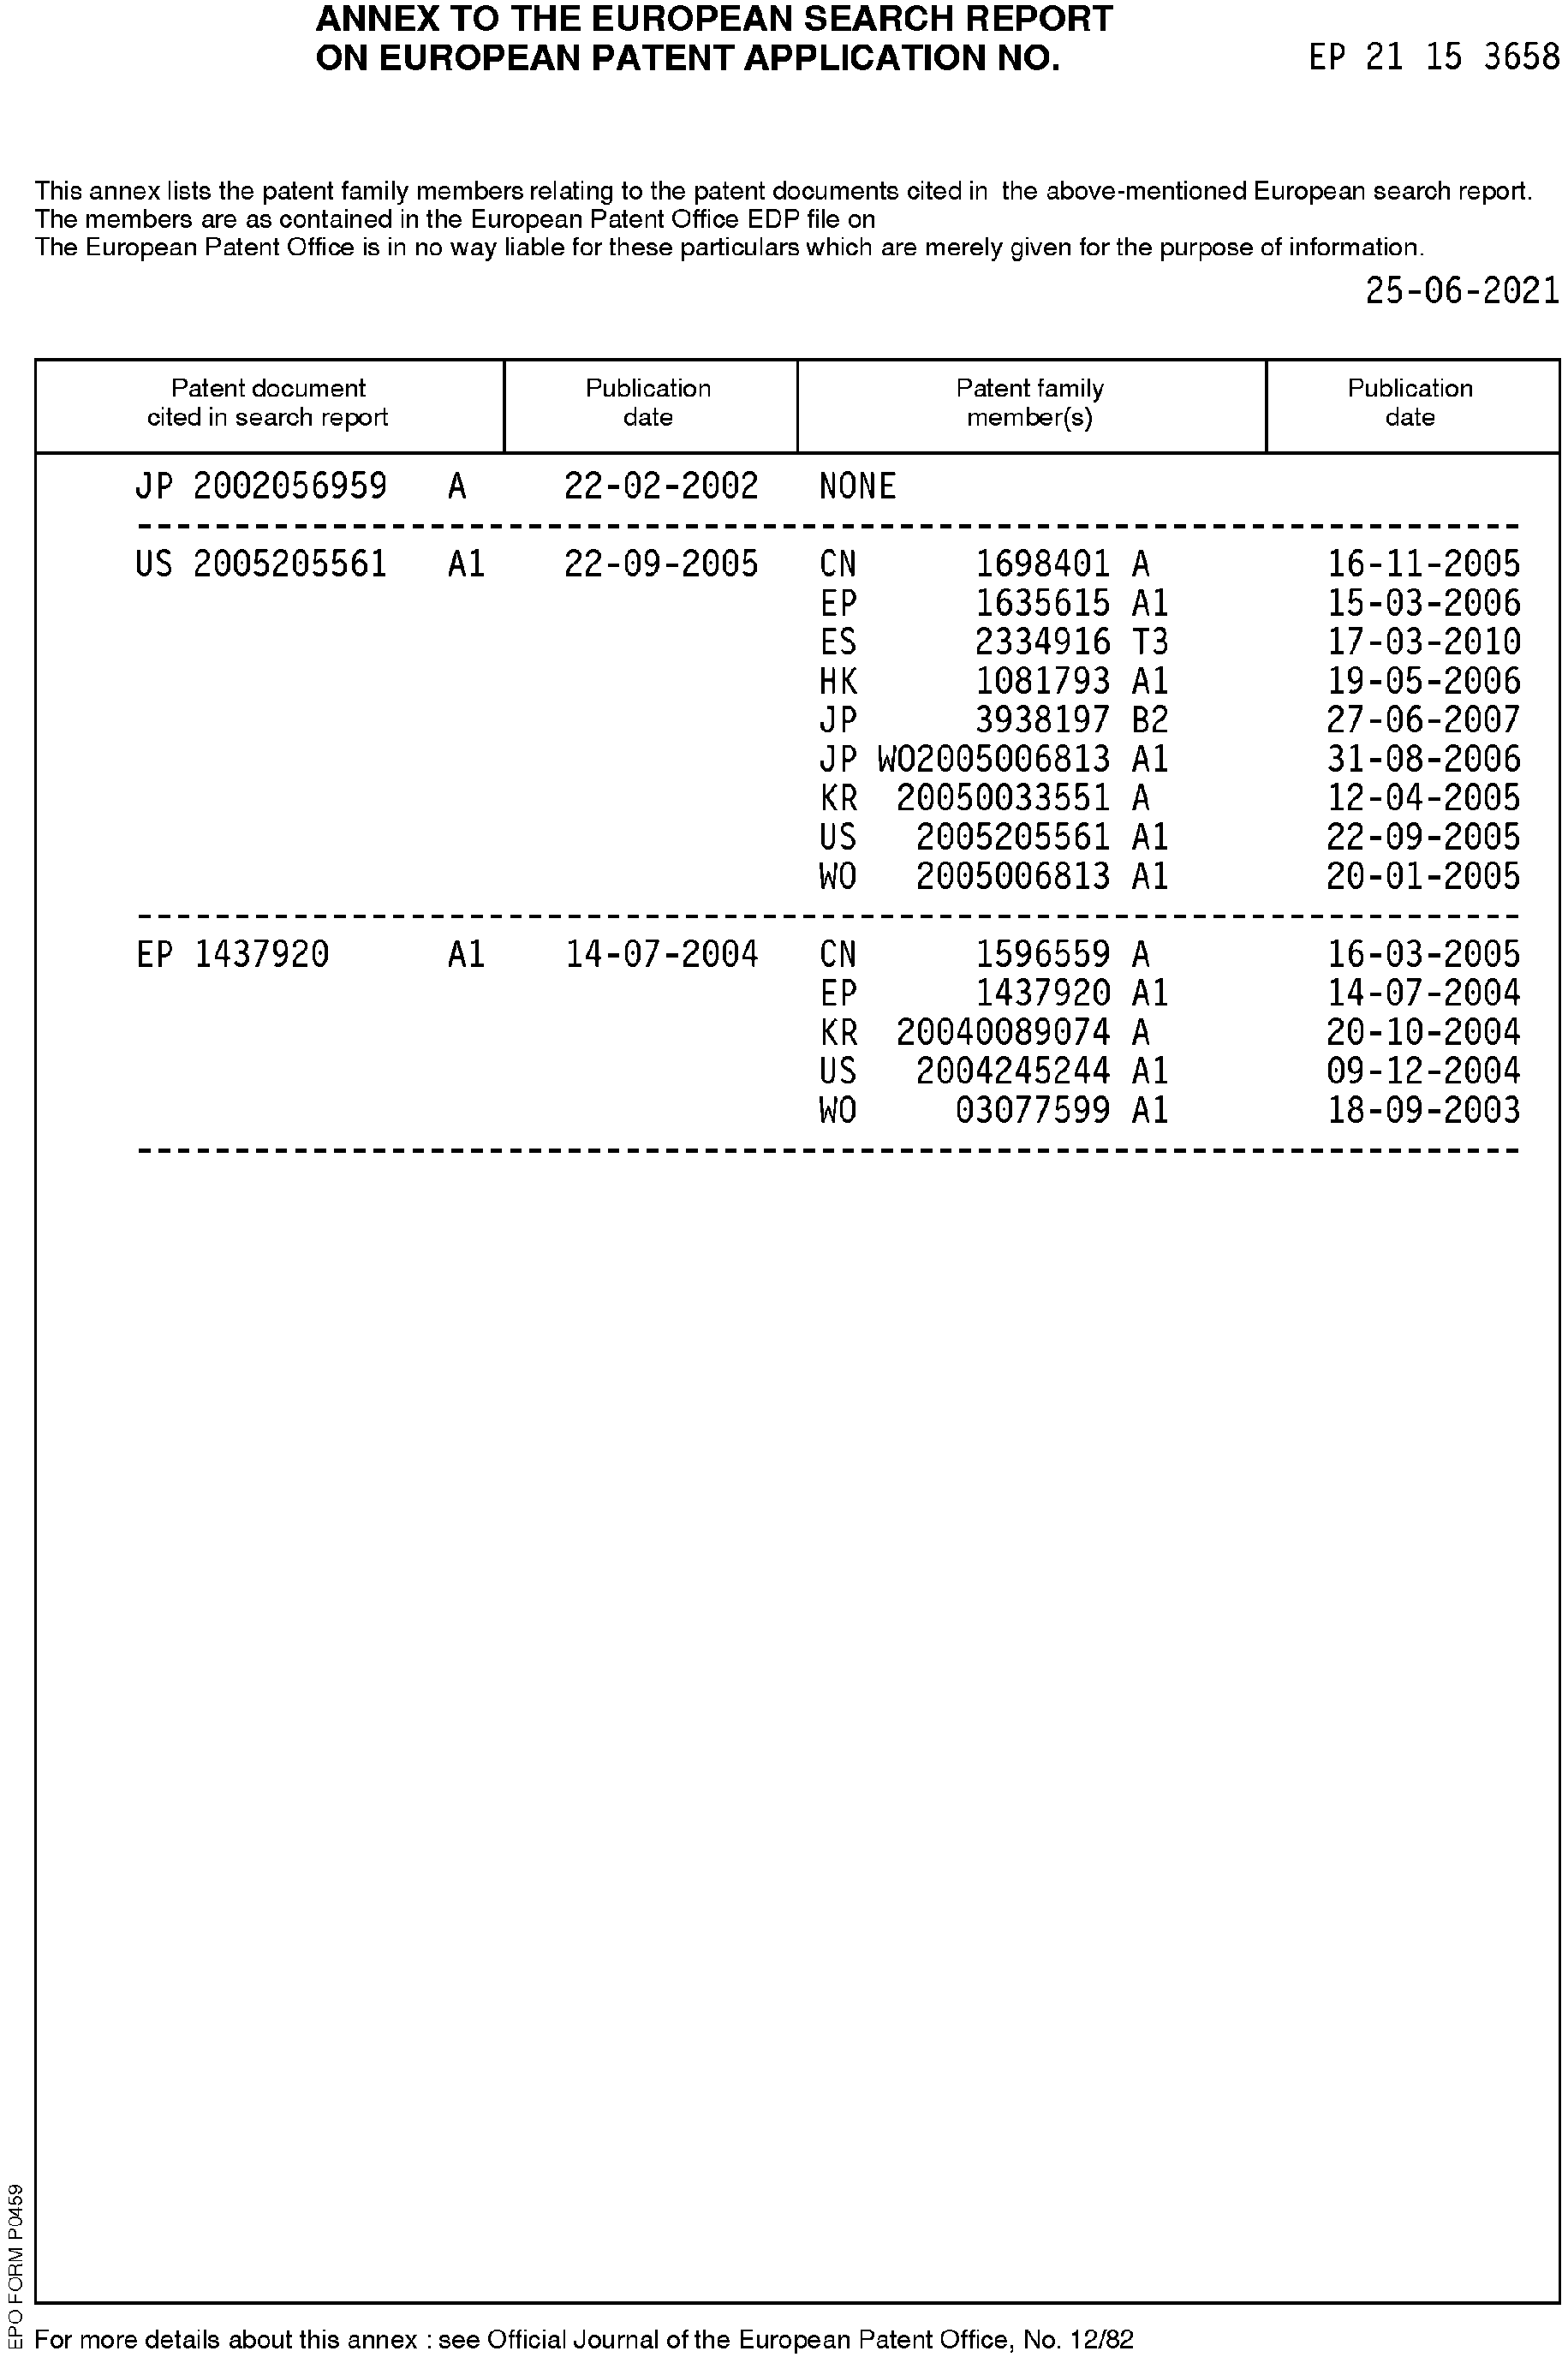 ANNEX TO THE EUROPEAN SEARCH REPORT
ON EUROPEAN PATENT APPLICATION NO. EP 21 15 3658
This annex lists the patent family members relating to the patent documents cited in the above-mentioned European search report.
The members are as contained in the European Patent Office EDP file on
The European Patent Office is in no way liable for these particulars which are merely given for the purpose of information.
25-06-2021
Patent document cited in search report Publication date Patent family member(s) Publication date
JP 2002056959 A 22-02-2002 NONE
US 2005205561 A1 22-09-2005 CN 1698401 A 16-11-2005
EP 1635615 A1 15-03-2006
ES 2334916 T3 17-03-2010
HK 1081793 A1 19-05-2006
JP 3938197 B2 27-06-2007
JP WO2005006813 A1 31-08-2006
KR 20050033551 A 12-04-2005
US 2005205561 A1 22-09-2005
WO 2005006813 A1 20-01-2005
EP 1437920 A1 14-07-2004 CN 1596559 A 16-03-2005
EP 1437920 A1 14-07-2004
KR 20040089074 A 20-10-2004
US 2004245244 A1 09-12-2004
WO 03077599 A1 18-09-2003
EPO FORM P0459
For more details about this annex : see Official Journal of the European Patent Office, No. 12/82